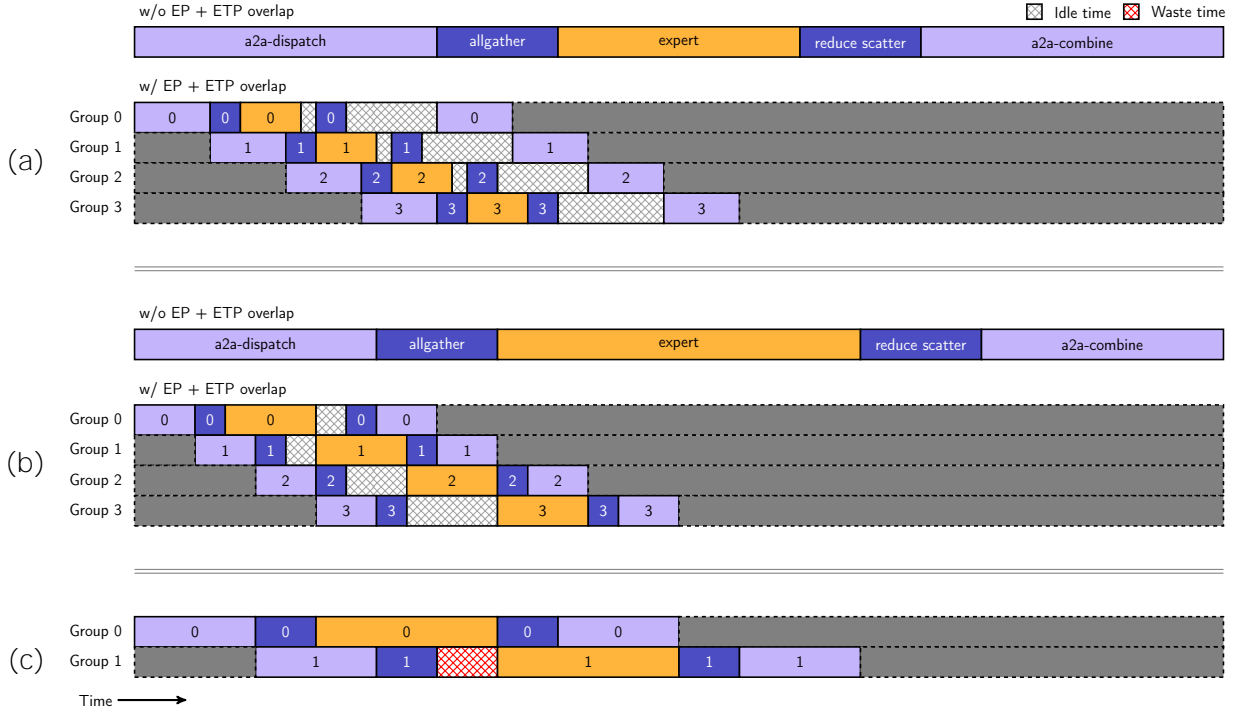 w/o EP + ETP overlap
Idle time Waste time
a2a-dispatch allgather expert reduce scatter a2a-combine
w/ EP + ETP overlap
(a)
Group 0 0 0 0 0 0
Group 1 1 1 1 1 1
Group 2 2 2 2 2 2
Group 3 3 3 3 3 3
w/o EP + ETP overlap
a2a-dispatch allgather expert reduce scatter a2a-combine
w/ EP + ETP overlap
(b)
Group 0 0 0 0 0 0
Group 1 1 1 1 1 1
Group 2 2 2 2 2 2
Group 3 3 3 3 3 3
(c)
Group 0 0 0 0 0 0
Group 1 1 1 1 1 1
Time